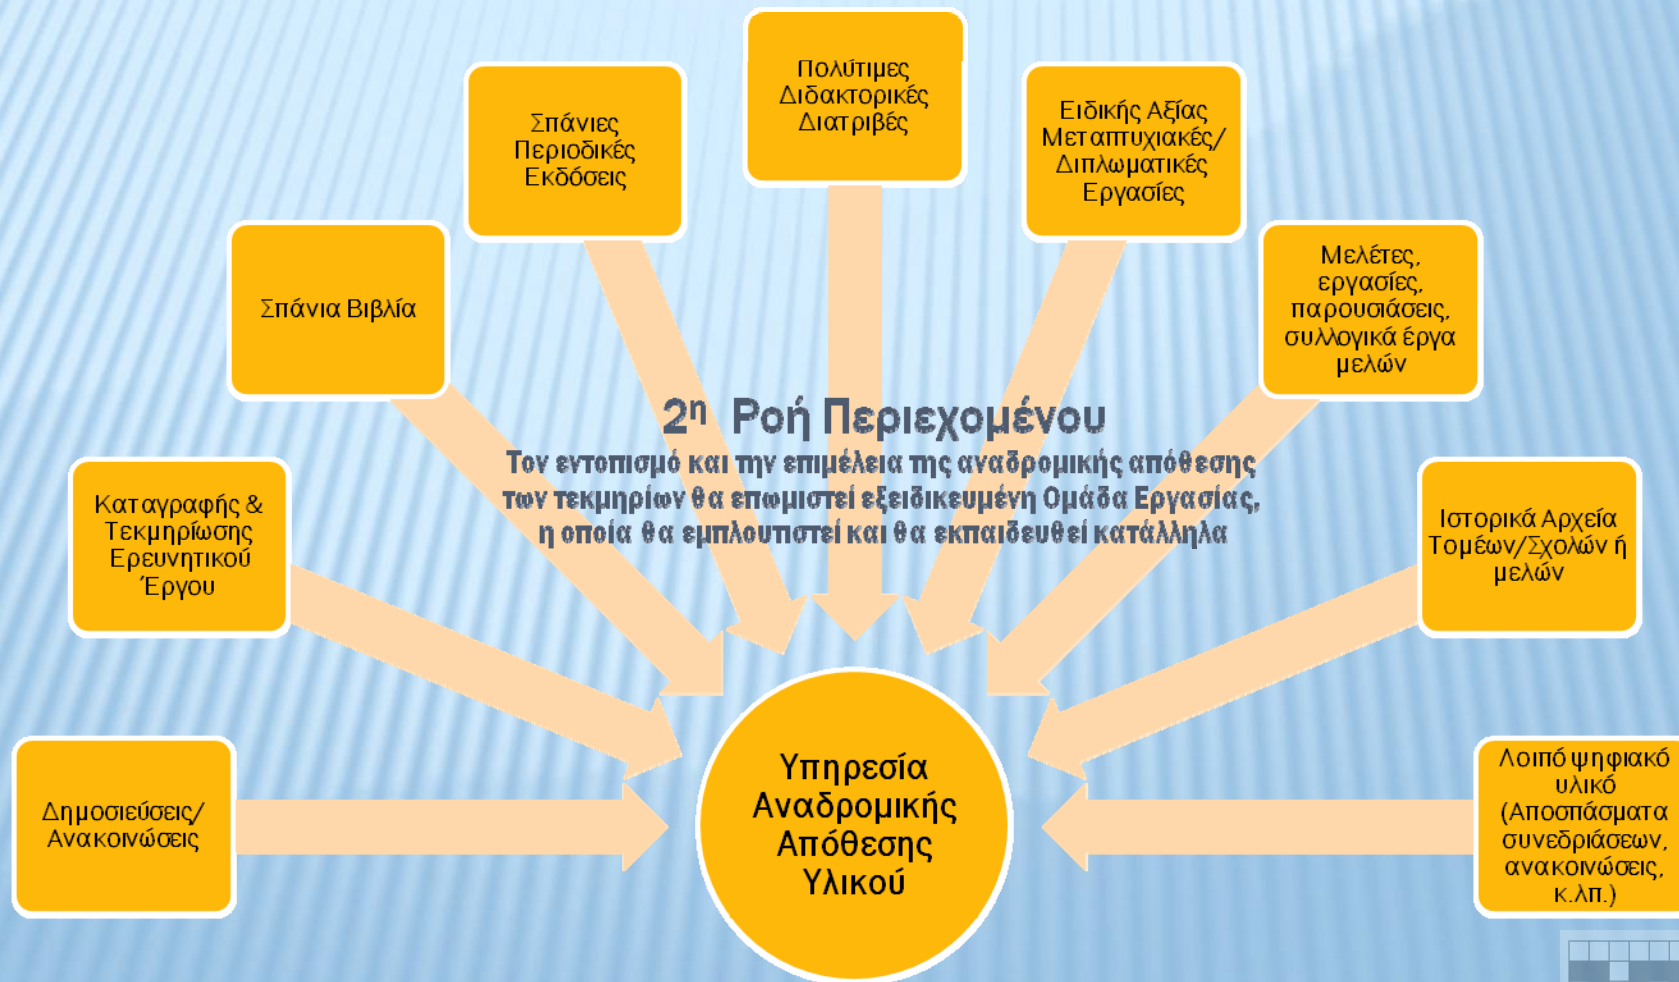 Πολύτιμες
Διδακτορικές
Διατριβές
Σπάνιες
Περιοδικές
Εκδόσεις
Ειδικής Αξίας
Μεταπτυχιακές/
Διπλωματικές
Εργασίες
Σπάνια Βιβλία
Μελέτες,
εργασίες,
παρουσιάσεις,
συλλογικά έργα
μελών
2η Ροή Περιεχομένου
Τον εντοπισμό και την επιμέλεια της αναδρομικής απόθεσης
των τεκμηρίων θα επωμιστεί εξειδικευμένη Ομάδα Εργασίας,
η οποία θα εμπλουτιστεί και θα εκπαιδευθεί κατάλληλα
Καταγραφής &
Τεκμηρίωσης
Ερευνητικού
Έργου
Ιστορικά Αρχεία
Τομέων/Σχολών ή
μελών
Δημοσιεύσεις/
Ανακοινώσεις
Υπηρεσία
Αναδρομικής
Απόθεσης
Υλικού
Λοιπό ψηφιακό
υλικό
(Αποσπάσματα
συνεδριάσεων,
ανακοινώσεις,
κ.λπ.)